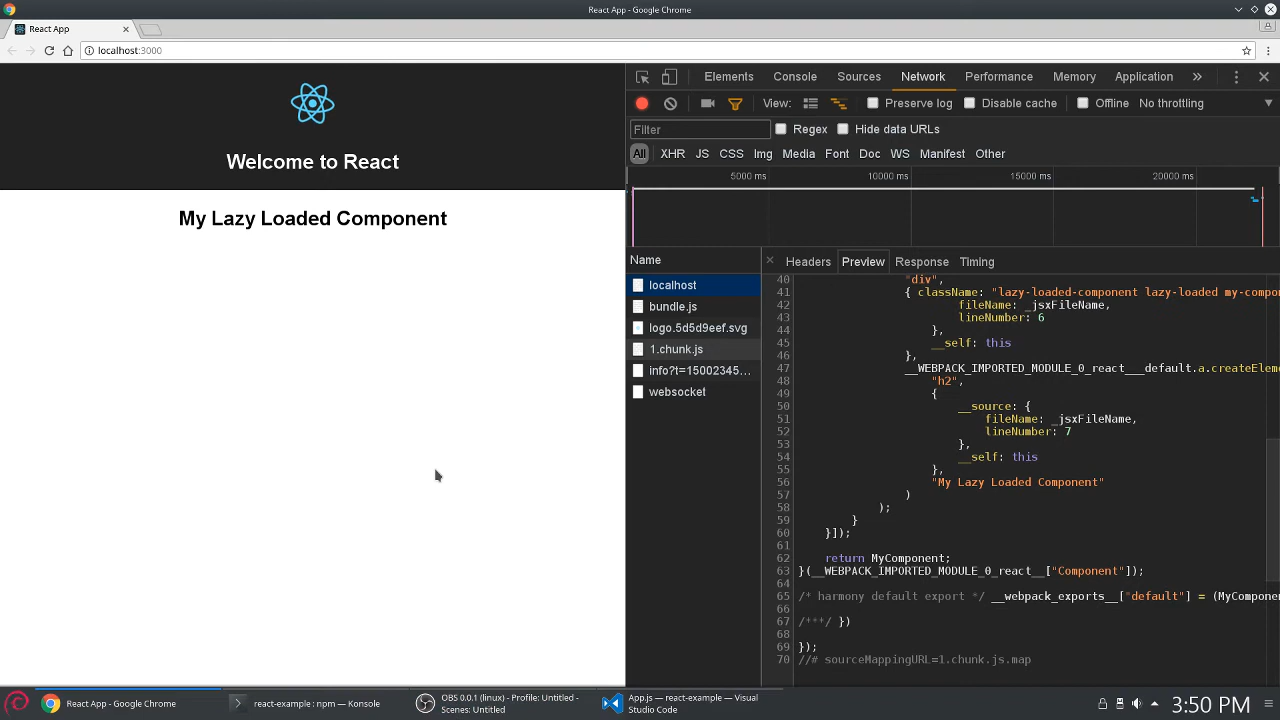 React App - Google Chrome
React App
localhost:3000
Elements Console Sources Network Performance Memory Application »
View: Preserve log Disable cache Offline No throttling
Filter Regex Hide data URLs
All XHR JS CSS Img Media Font Doc WS Manifest Other
5000 ms 10000 ms 15000 ms 20000 ms
Welcome to React
My Lazy Loaded Component
Name
localhost
bundle.js
logo.5d5d9eef.svg
1.chunk.js
info?t=15002345…
websocket
× Headers Preview Response Timing
40 "div",
41 { className: "lazy-loaded-component lazy-loaded my-compo
42 fileName: _jsxFileName,
43 lineNumber: 6
44 },
45 __self: this
46 },
47 __WEBPACK_IMPORTED_MODULE_0_react___default.a.createEleme
48 "h2",
49 {
50 __source: {
51 fileName: _jsxFileName,
52 lineNumber: 7
53 },
54 __self: this
55 },
56 "My Lazy Loaded Component"
57 )
58 );
59 }
60 }]);
61
62 return MyComponent;
63 }(__WEBPACK_IMPORTED_MODULE_0_react__["Component"]);
64
65 /* harmony default export */ __webpack_exports__["default"] = (MyComponen
66
67 /***/ })
68
69 });
70 //# sourceMappingURL=1.chunk.js.map
React App - Google Chrome
react-example : npm — Konsole
OBS 0.0.1 (linux) - Profile: Untitled -
Scenes: Untitled
App.js — react-example — Visual
Studio Code
3:50 PM